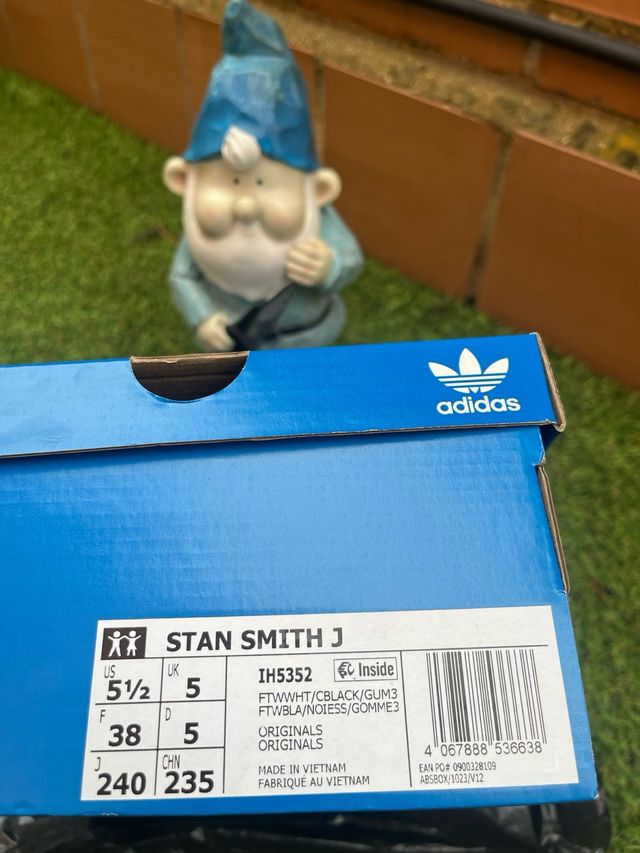 adidas
STAN SMITH J
US
5½
UK
5
F
38
D
5
J
240
CHN
235
IH5352
Inside
FTWWHT/CBLACK/GUM3
FTWBLA/NOIESS/GOMME3
ORIGINALS
ORIGINALS
MADE IN VIETNAM
FABRIQUÉ AU VIETNAM
4 067888 536638
EAN PO# 0900328109
ABSBOX/1023/V12